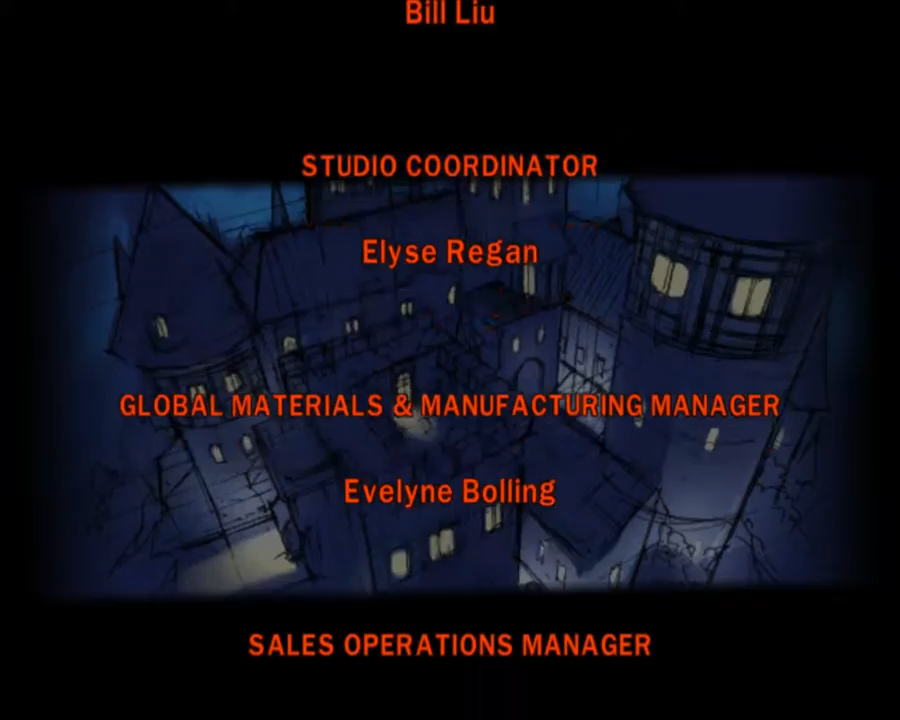 Bill Liu
STUDIO COORDINATOR
Elyse Regan
GLOBAL MATERIALS & MANUFACTURING MANAGER
Evelyne Bolling
SALES OPERATIONS MANAGER